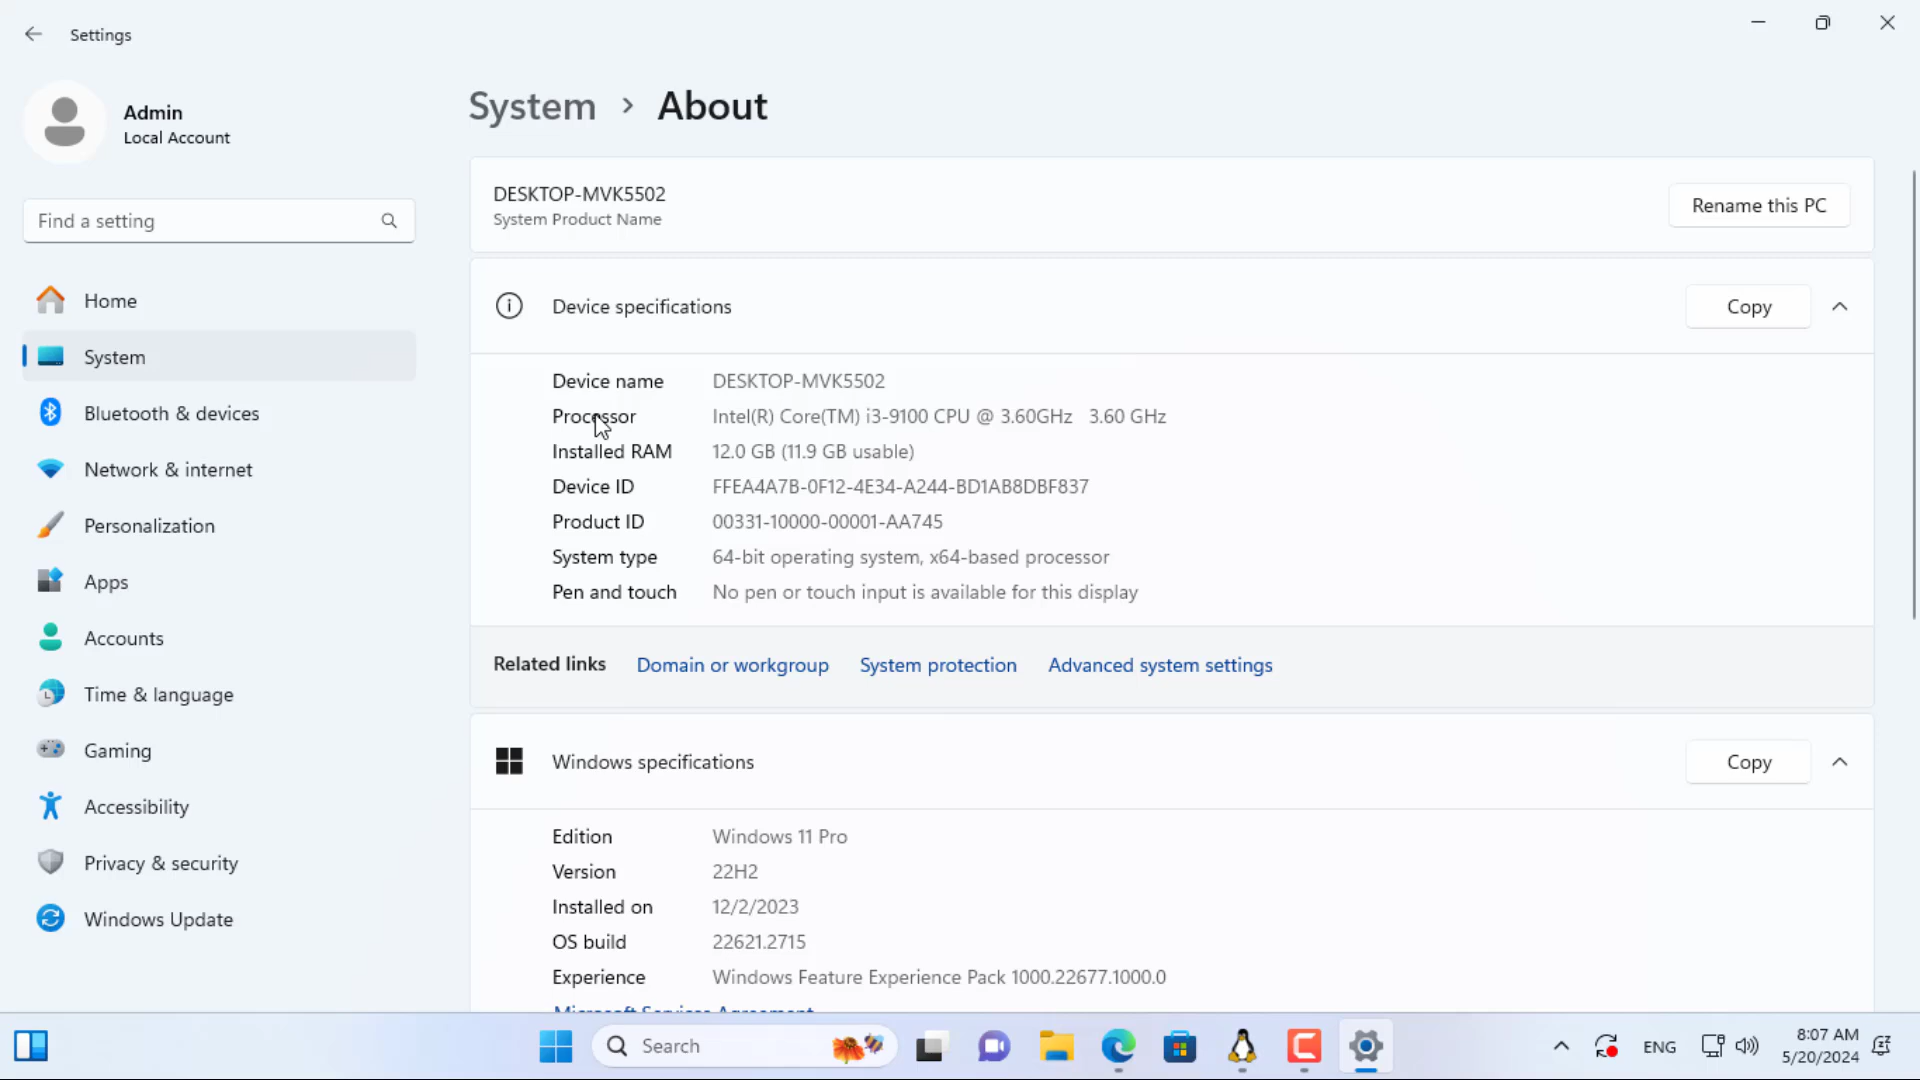 Settings
Admin
Local Account
Find a setting
Home
System
Bluetooth & devices
Network & internet
Personalization
Apps
Accounts
Time & language
Gaming
Accessibility
Privacy & security
Windows Update
System > About
DESKTOP-MVK5502
System Product Name
Rename this PC
Device specifications
Copy
Device name DESKTOP-MVK5502
Processor Intel(R) Core(TM) i3-9100 CPU @ 3.60GHz 3.60 GHz
Installed RAM 12.0 GB (11.9 GB usable)
Device ID FFEA4A7B-0F12-4E34-A244-BD1AB8DBF837
Product ID 00331-10000-00001-AA745
System type 64-bit operating system, x64-based processor
Pen and touch No pen or touch input is available for this display
Related links Domain or workgroup System protection Advanced system settings
Windows specifications
Copy
Edition Windows 11 Pro
Version 22H2
Installed on 12/2/2023
OS build 22621.2715
Experience Windows Feature Experience Pack 1000.22677.1000.0
Microsoft Services Agreement
Search
ENG
8:07 AM
5/20/2024